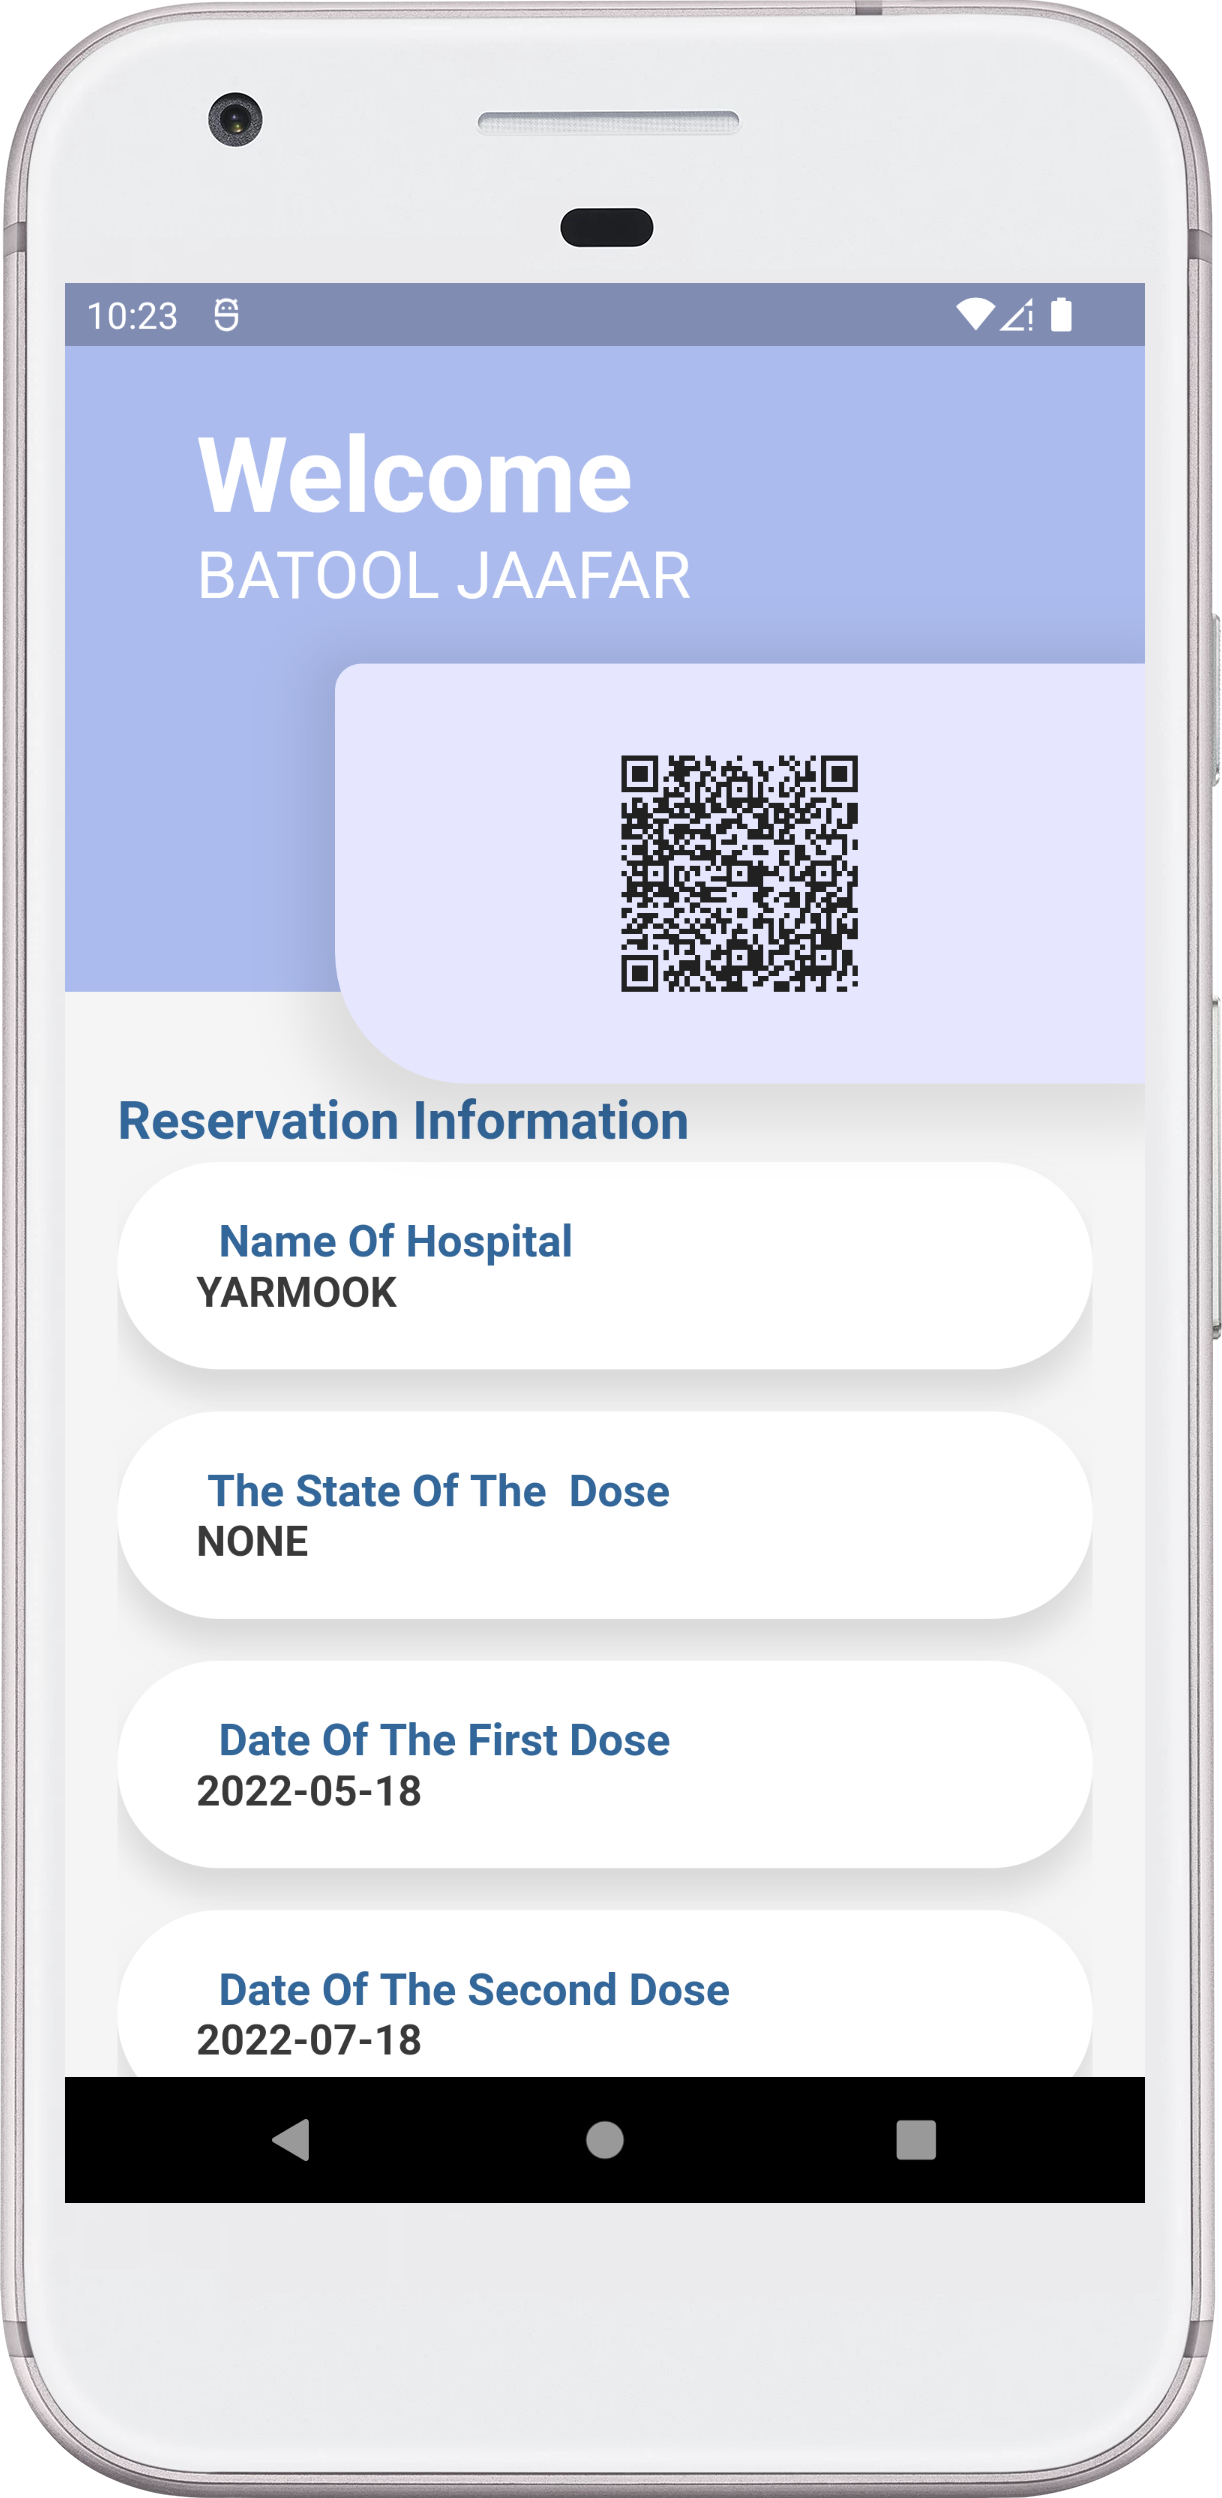 10:23
Welcome
BATOOL JAAFAR
Reservation Information
Name Of Hospital
YARMOOK
The State Of The  Dose
NONE
Date Of The First Dose
2022-05-18
Date Of The Second Dose
2022-07-18